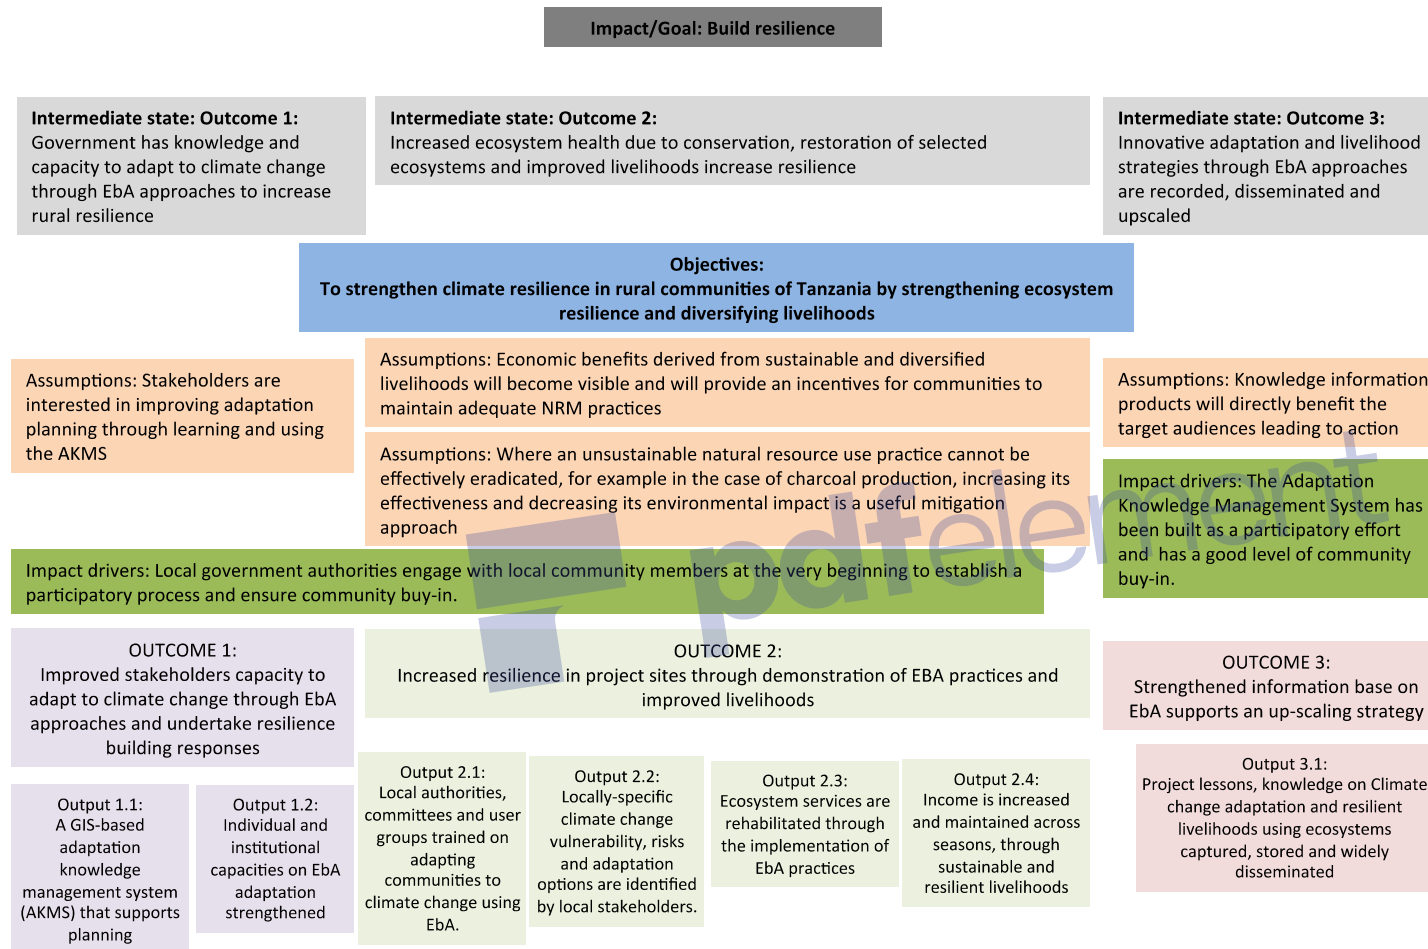 Impact/Goal: Build resilience
Intermediate state: Outcome 1:
Government has knowledge and
capacity to adapt to climate change
through EbA approaches to increase
rural resilience
Intermediate state: Outcome 2:
Increased ecosystem health due to conservation, restoration of selected
ecosystems and improved livelihoods increase resilience
Intermediate state: Outcome 3:
Innovative adaptation and livelihood
strategies through EbA approaches
are recorded, disseminated and
upscaled
Objectives:
To strengthen climate resilience in rural communities of Tanzania by strengthening ecosystem
resilience and diversifying livelihoods
Assumptions: Stakeholders are
interested in improving adaptation
planning through learning and using
the AKMS
Assumptions: Economic benefits derived from sustainable and diversified
livelihoods will become visible and will provide an incentives for communities to
maintain adequate NRM practices
Assumptions: Where an unsustainable natural resource use practice cannot be
effectively eradicated, for example in the case of charcoal production, increasing its
effectiveness and decreasing its environmental impact is a useful mitigation
approach
Assumptions: Knowledge information
products will directly benefit the
target audiences leading to action
Impact drivers: The Adaptation
Knowledge Management System has
been built as a participatory effort
and has a good level of community
buy-in.
Impact drivers: Local government authorities engage with local community members at the very beginning to establish a
participatory process and ensure community buy-in.
pdfelement
OUTCOME 1:
Improved stakeholders capacity to
adapt to climate change through EbA
approaches and undertake resilience
building responses
OUTCOME 2:
Increased resilience in project sites through demonstration of EBA practices and
improved livelihoods
OUTCOME 3:
Strengthened information base on
EbA supports an up-scaling strategy
Output 1.1:
A GIS-based
adaptation
knowledge
management system
(AKMS) that supports
planning
Output 1.2:
Individual and
institutional
capacities on EbA
adaptation
strengthened
Output 2.1:
Local authorities,
committees and user
groups trained on
adapting
communities to
climate change using
EbA.
Output 2.2:
Locally-specific
climate change
vulnerability, risks
and adaptation
options are identified
by local stakeholders.
Output 2.3:
Ecosystem services are
rehabilitated through
the implementation of
EbA practices
Output 2.4:
Income is increased
and maintained across
seasons, through
sustainable and
resilient livelihoods
Output 3.1:
Project lessons, knowledge on Climate
change adaptation and resilient
livelihoods using ecosystems
captured, stored and widely
disseminated